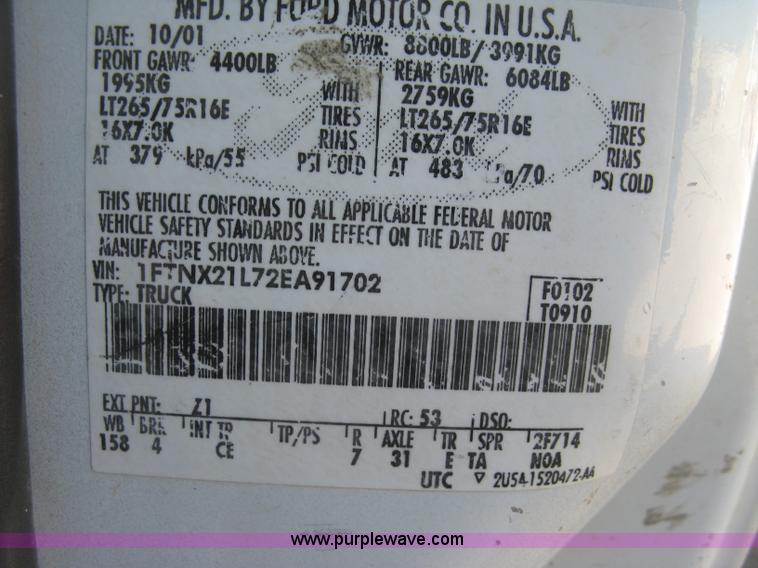 MFD. BY FORD MOTOR CO. IN U.S.A.
DATE: 10/01 GVWR: 8800LB/ 3991KG
FRONT GAWR: 4400LB REAR GAWR: 6084LB
1995KG WITH 2759KG WITH
LT265/75R16E TIRES LT265/75R16E TIRES
16X7.0K RIMS 16X7.0K RIMS
AT 379 kPa/55 PSI COLD AT 483 kPa/70 PSI COLD
THIS VEHICLE CONFORMS TO ALL APPLICABLE FEDERAL MOTOR
VEHICLE SAFETY STANDARDS IN EFFECT ON THE DATE OF
MANUFACTURE SHOWN ABOVE.
VIN: 1FTNX21L72EA91702 F0102
TYPE: TRUCK T0910
EXT PNT: Z1 RC: 53 DSO:
WB BRK INT TR TP/PS R AXLE TR SPR 2F714
158 4 CE 7 31 E TA NOA
UTC ▽ 2U54-1520472-AA
www.purplewave.com